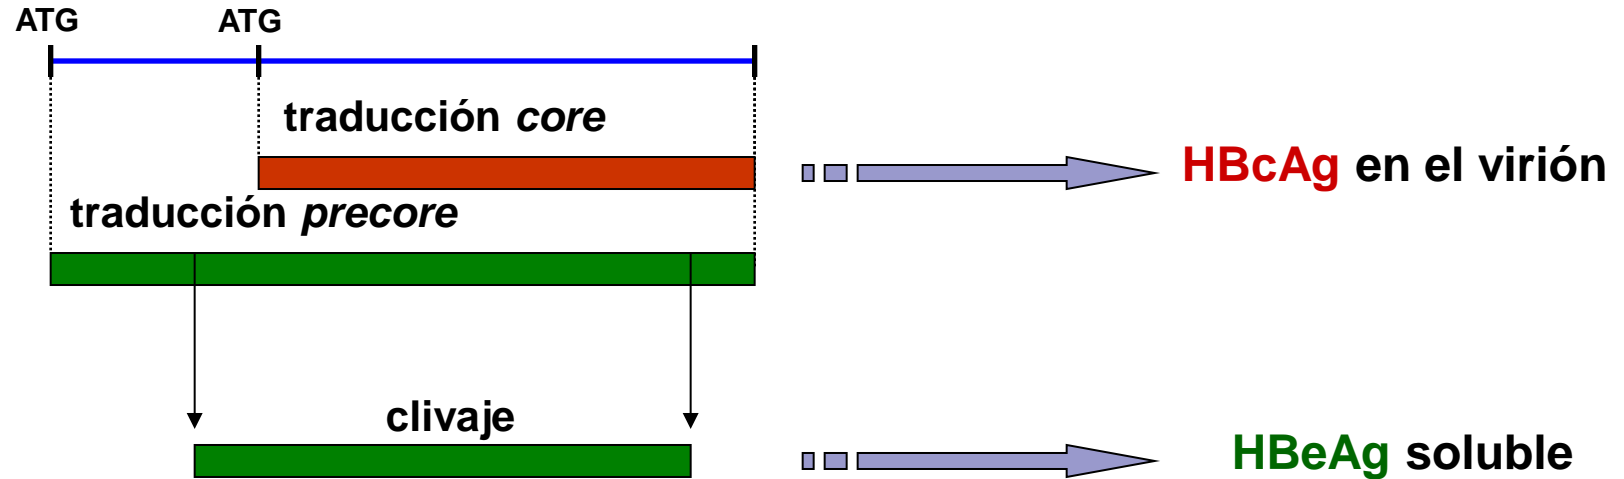 ATG
ATG
traducción core
HBcAg en el virión
traducción precore
clivaje
HBeAg soluble